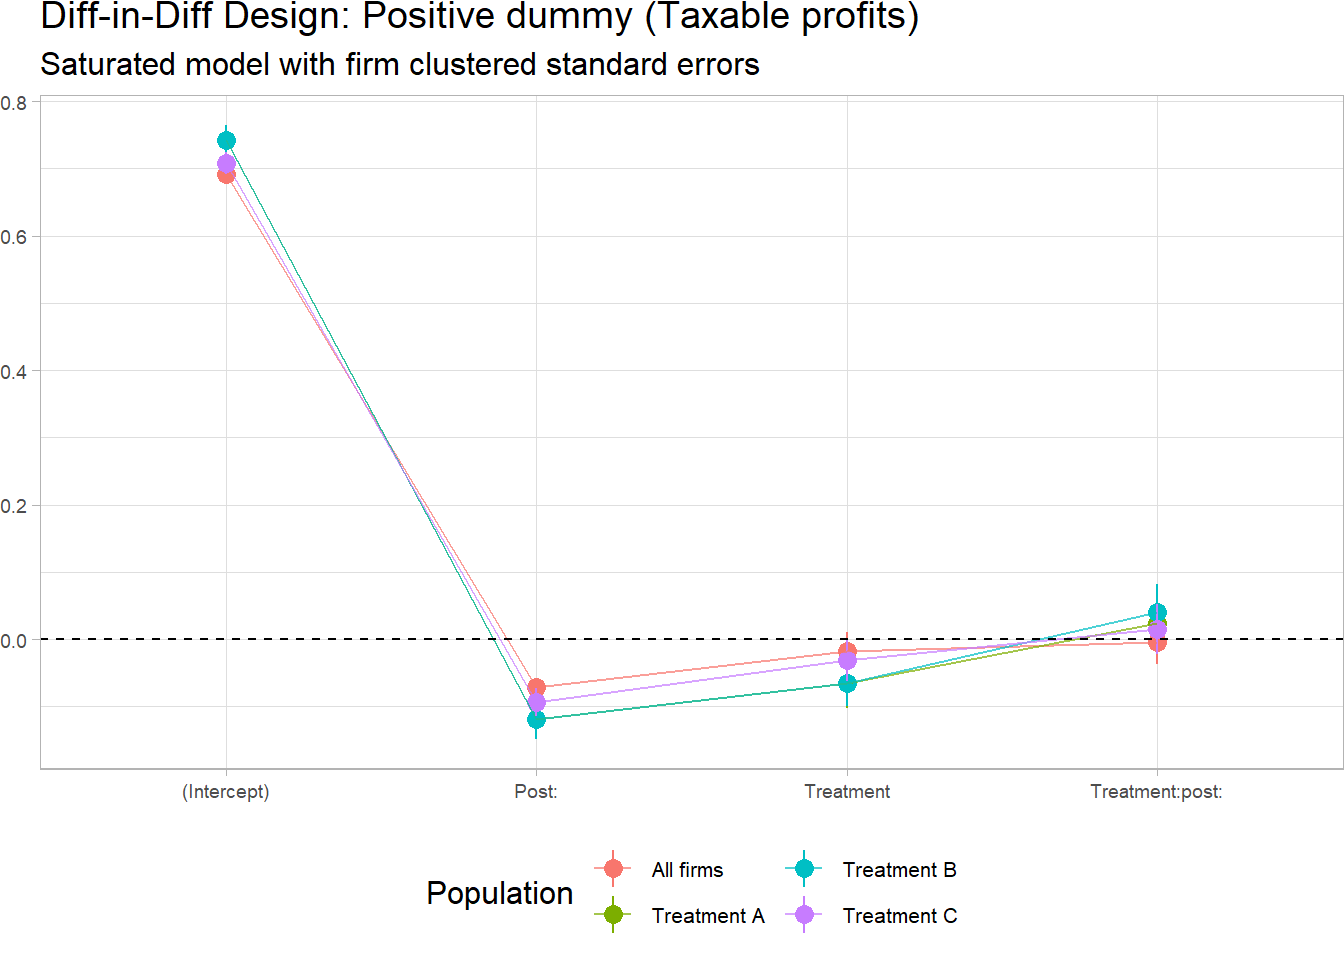 Diff-in-Diff Design: Positive dummy (Taxable profits)
Saturated model with firm clustered standard errors
0.8
0.6
0.4
0.2
0.0
(Intercept) Post: Treatment Treatment:post:
Population
All firms Treatment B
Treatment A Treatment C